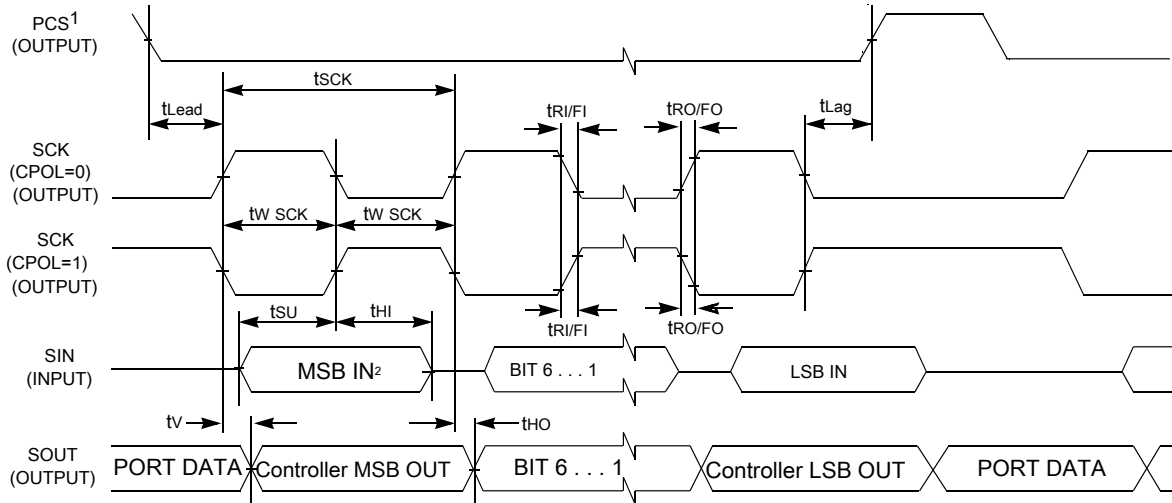 PCS1
(OUTPUT)
tSCK
tLead
tRI/FI
tRO/FO
tLag
SCK
(CPOL=0)
(OUTPUT)
tW SCK
tW SCK
SCK
(CPOL=1)
(OUTPUT)
tSU
tHI
tRI/FI
tRO/FO
SIN
(INPUT)
MSB IN2
BIT 6 . . . 1
LSB IN
tV
tHO
SOUT
(OUTPUT)
PORT DATA
Controller MSB OUT
BIT 6 . . . 1
Controller LSB OUT
PORT DATA